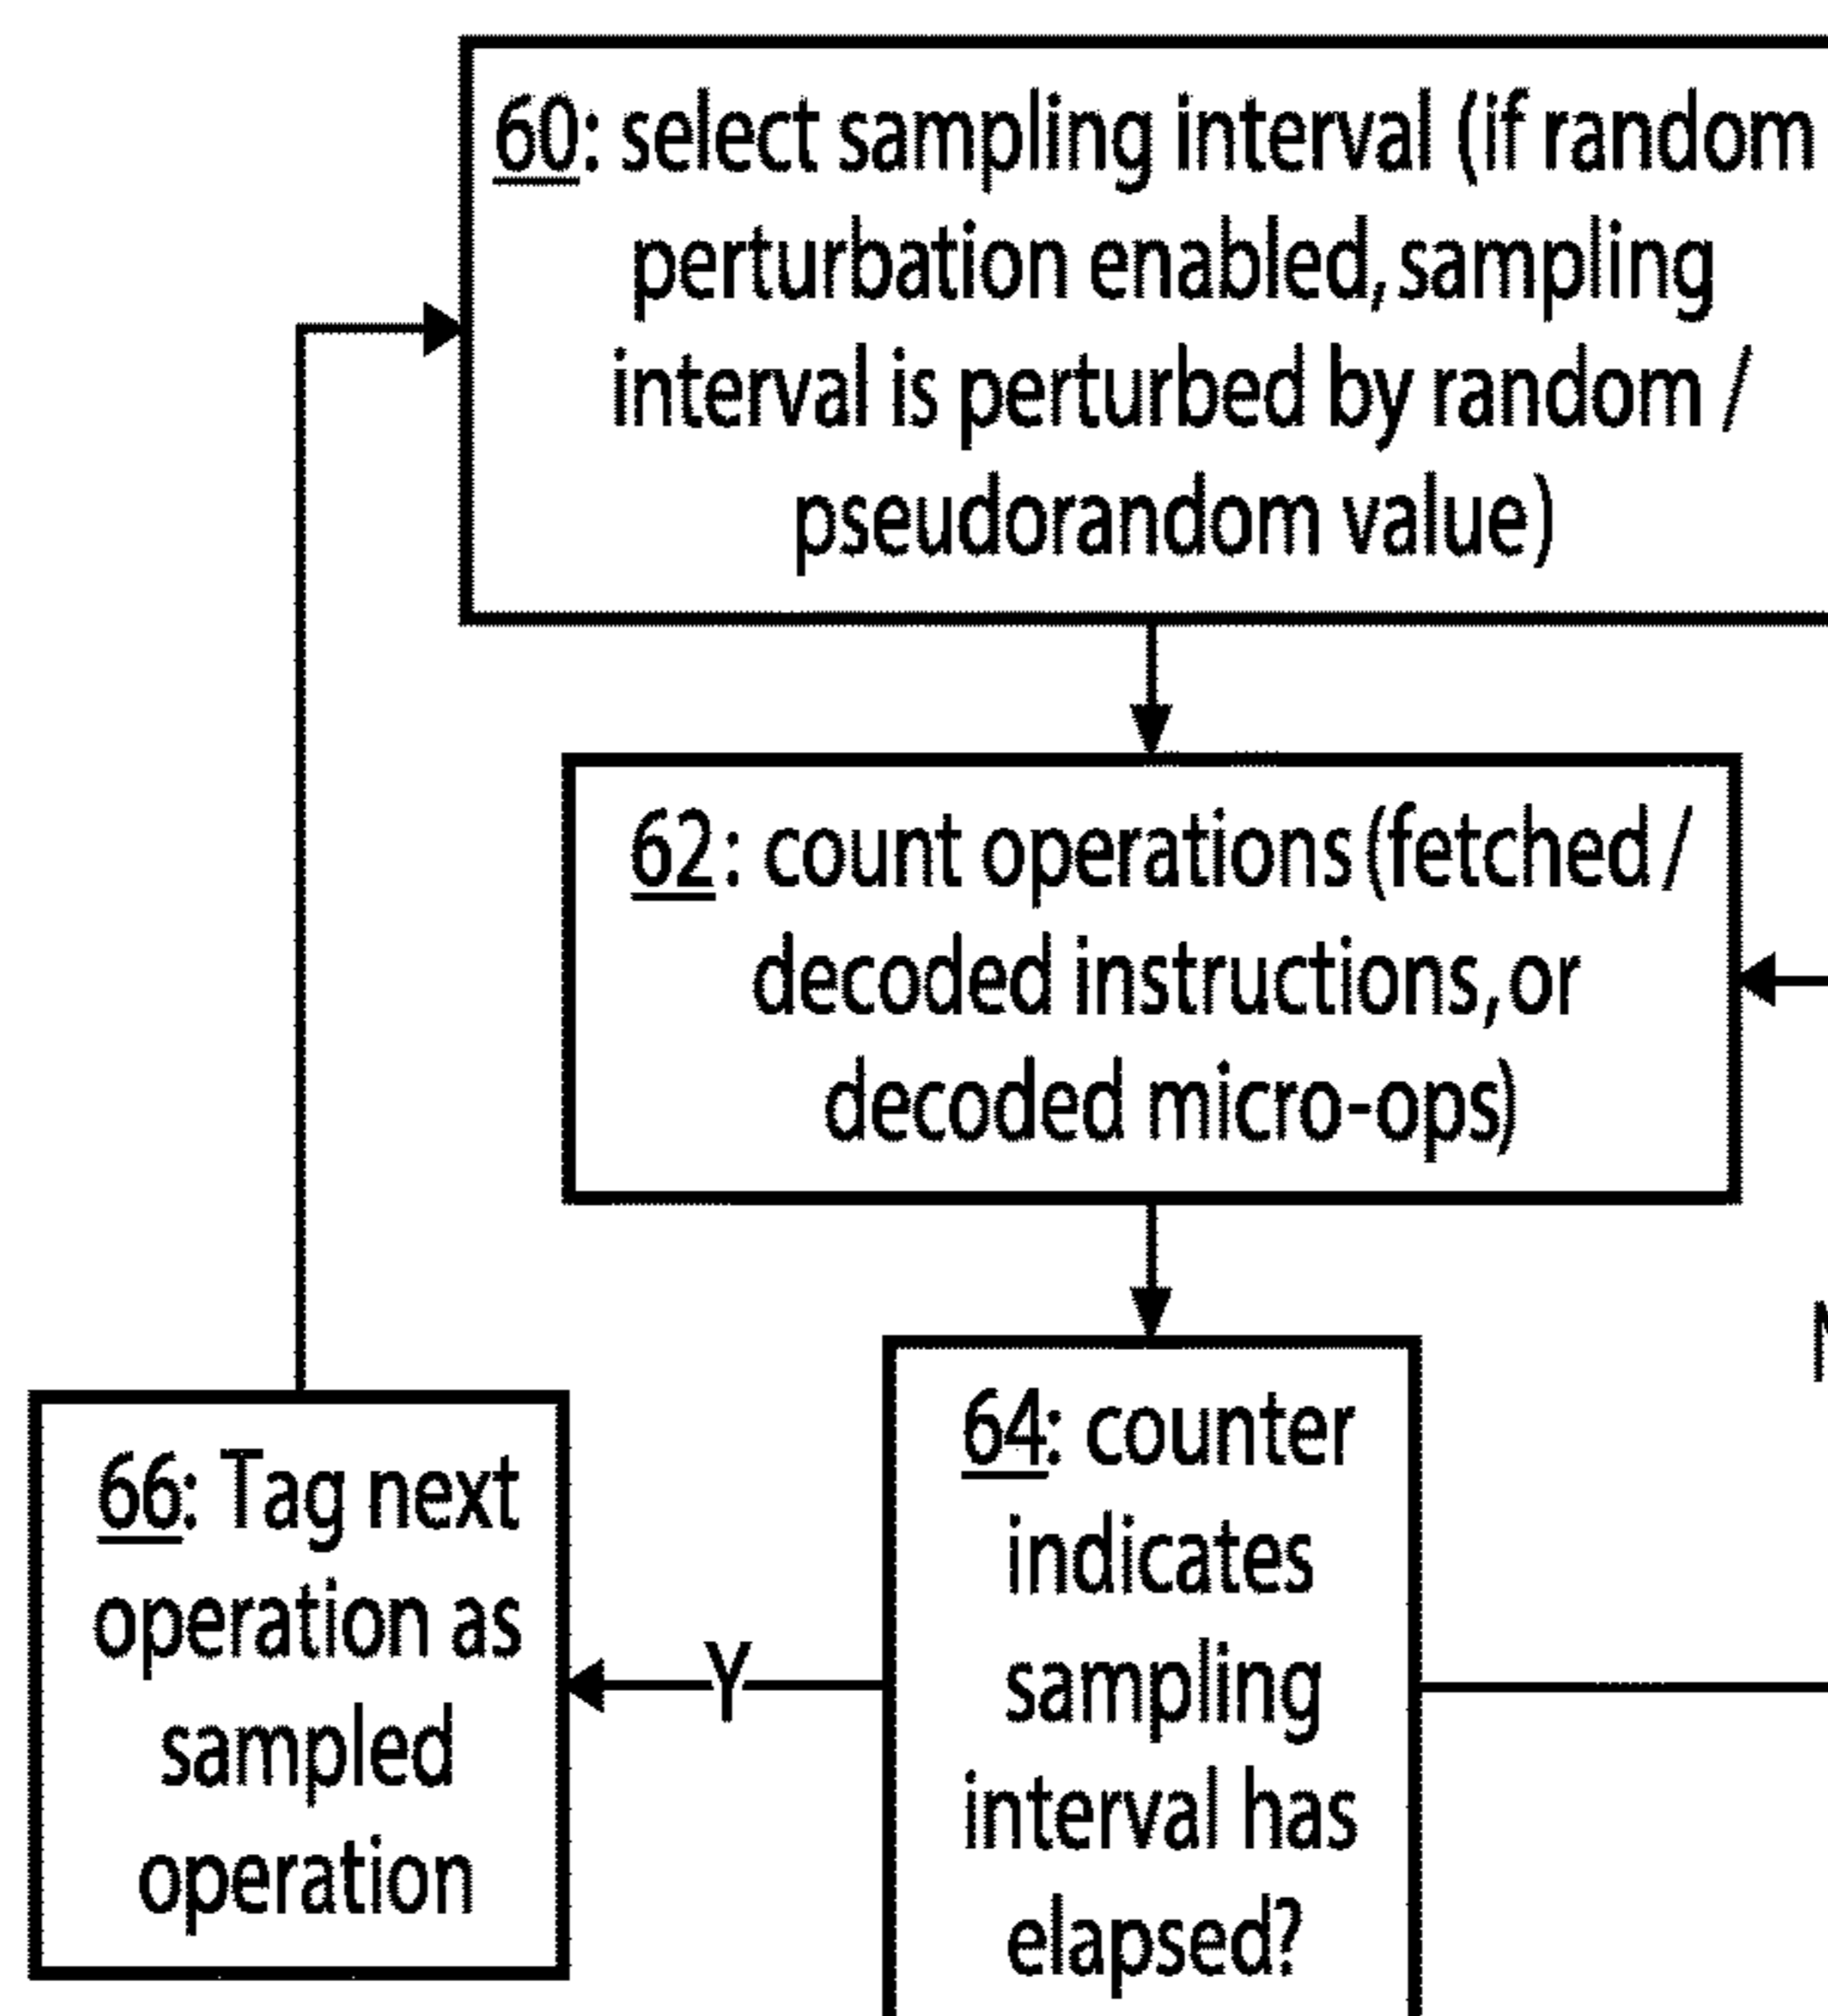 60: select sampling interval (if random
perturbation enabled, sampling
interval is perturbed by random /
pseudorandom value)
62: count operations (fetched /
decoded instructions, or
decoded micro-ops)
64: counter
indicates
sampling
interval has
elapsed?
Y
66: Tag next
operation as
sampled
operation